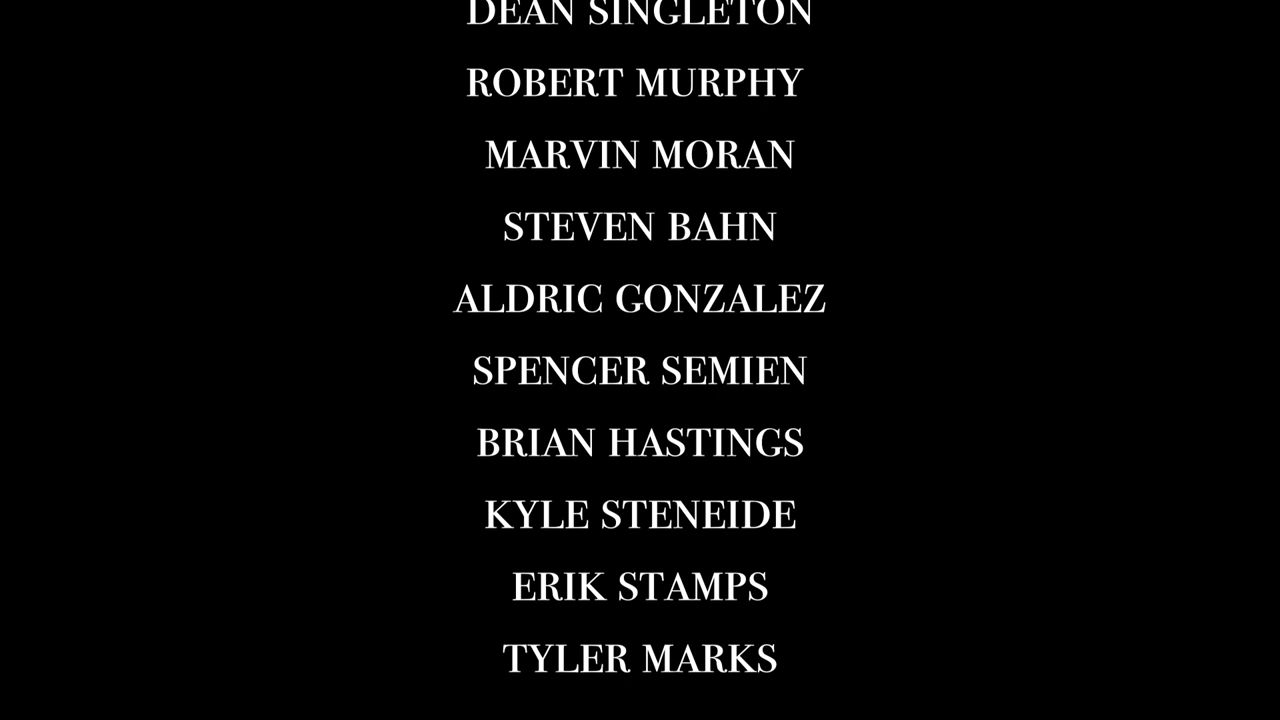 DEAN SINGLETON
ROBERT MURPHY
MARVIN MORAN
STEVEN BAHN
ALDRIC GONZALEZ
SPENCER SEMIEN
BRIAN HASTINGS
KYLE STENEIDE
ERIK STAMPS
TYLER MARKS